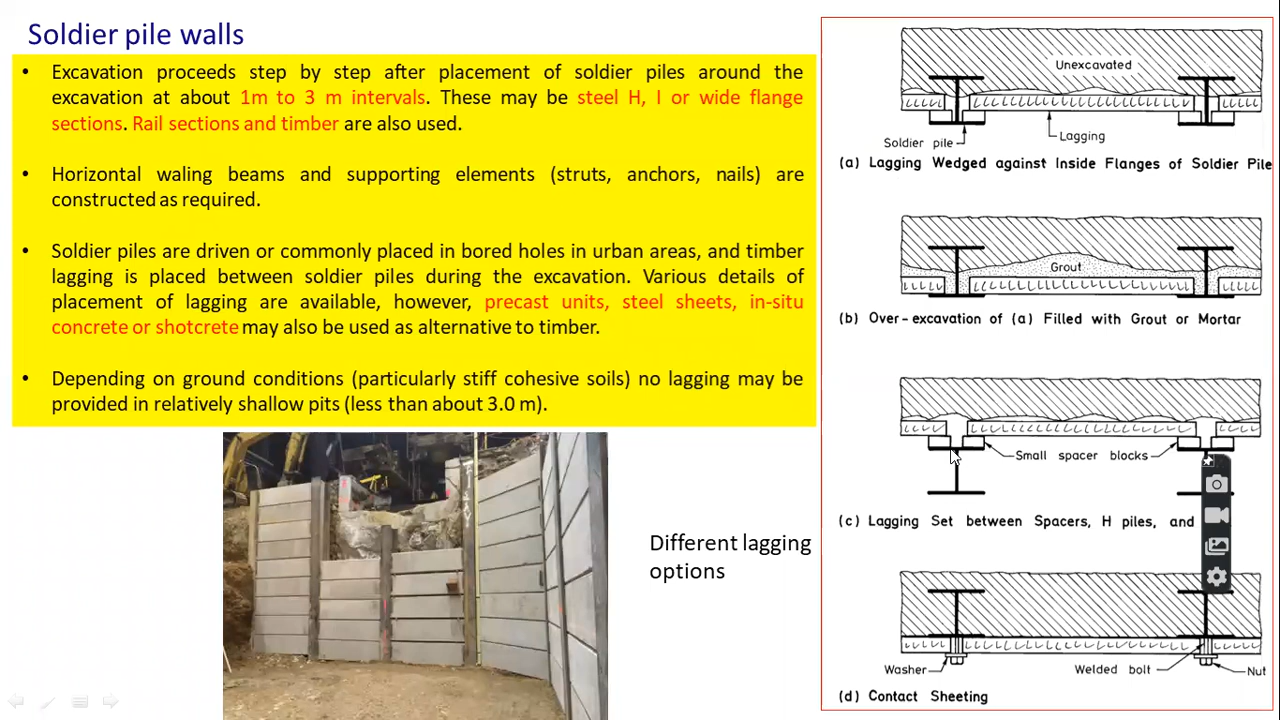 Soldier pile walls
• Excavation proceeds step by step after placement of soldier piles around the
excavation at about 1m to 3 m intervals. These may be steel H, I or wide flange
sections. Rail sections and timber are also used.
• Horizontal waling beams and supporting elements (struts, anchors, nails) are
constructed as required.
• Soldier piles are driven or commonly placed in bored holes in urban areas, and timber
lagging is placed between soldier piles during the excavation. Various details of
placement of lagging are available, however, precast units, steel sheets, in-situ
concrete or shotcrete may also be used as alternative to timber.
• Depending on ground conditions (particularly stiff cohesive soils) no lagging may be
provided in relatively shallow pits (less than about 3.0 m).
Different lagging
options
Unexcavated
Soldier pile
Lagging
(a) Lagging Wedged against Inside Flanges of Soldier Pile
Grout
(b) Over-excavation of (a) Filled with Grout or Mortar
Small spacer blocks
(c) Lagging Set between Spacers, H piles, and
Washer
Welded bolt
Nut
(d) Contact Sheeting